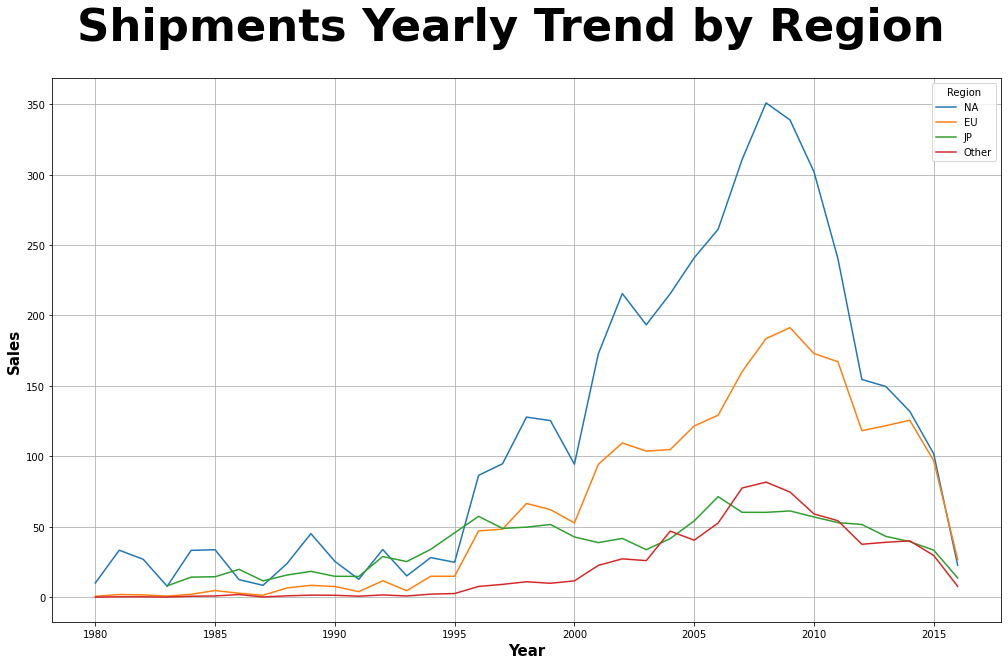 Shipments Yearly Trend by Region
Region
NA
EU
JP
Other
350
300
250
200
150
100
50
0
Sales
1980 1985 1990 1995 2000 2005 2010 2015
Year